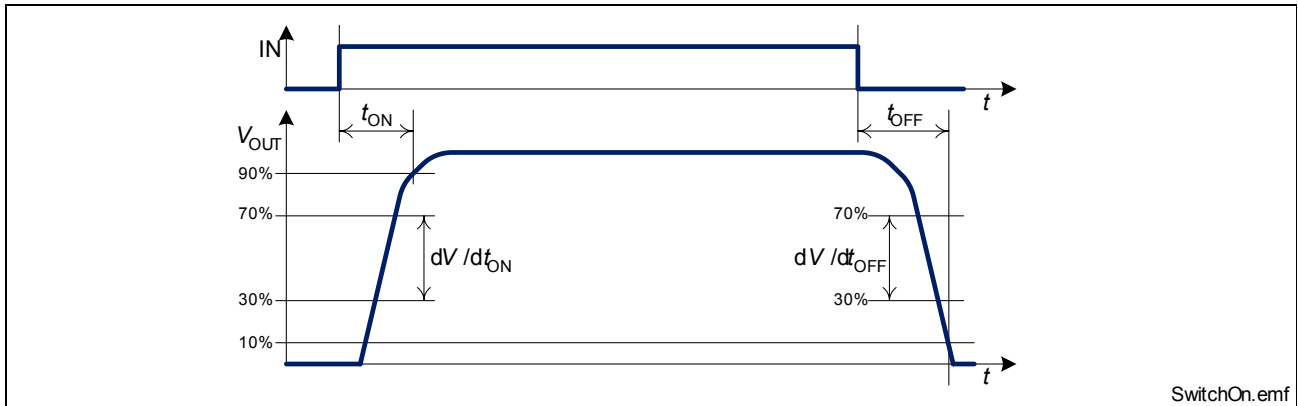 IN
t
tON
tOFF
VOUT
90%
70%
70%
dV /dtON
dV /dtOFF
30%
30%
10%
t
SwitchOn.emf